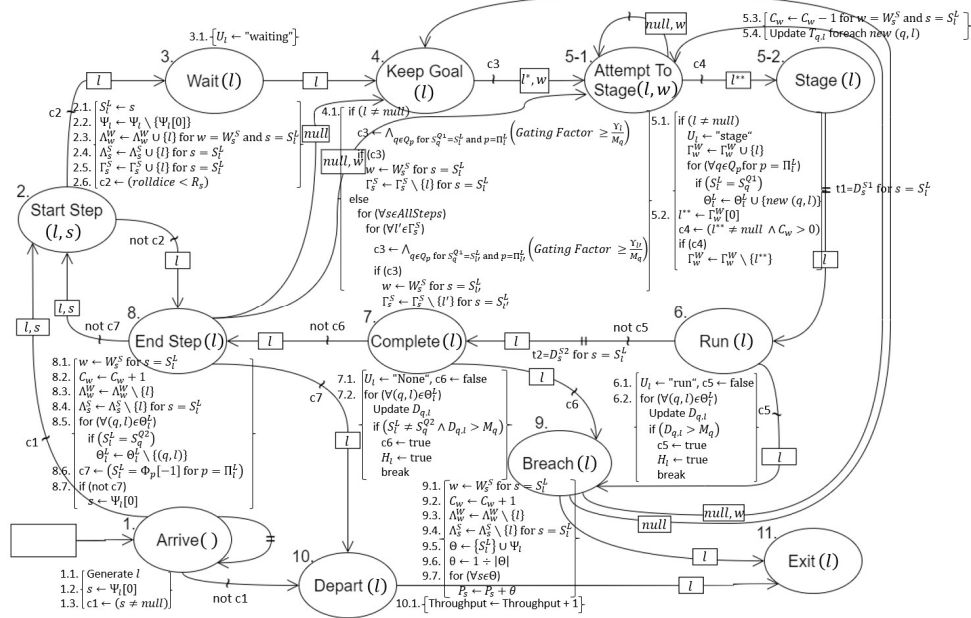 3.1. U_l ← "waiting"
5.3. C_w ← C_w − 1 for w = W_s^S and s = S_l^L
5.4. Update T_{q,l} foreach new (q, l)
null, w
3.
Wait(l)
4.
Keep Goal
(l)
5-1.
Attempt To
Stage(l, w)
5-2.
Stage(l)
l
l
c3
l*, w
c4
l**
c2
2.1. S_l^L ← s
2.2. Ψ_l ← Ψ_l \ {Ψ_l[0]}
2.3. Λ_w^W ← Λ_w^W ∪ {l} for w = W_s^S and s = S_l^L
2.4. Λ_s^S ← Λ_s^S ∪ {l} for s = S_l^L
2.5. Γ_s^S ← Γ_s^S ∪ {l} for s = S_l^L
2.6. c2 ← (rolldice < R_s)
null
null, w
4.1. if (l ≠ null)
c3 ← ⋀_{qϵQ_p for S_q^{Q1}=S_l^L and p=Π_l^L} (Gating Factor ≥ Υ_l/M_q)
if (c3)
w ← W_s^S for s = S_l^L
Γ_s^S ← Γ_s^S \ {l} for s = S_l^L
else
for (∀sϵAllSteps)
for (∀l'ϵΓ_s^S)
c3 ← ⋀_{qϵQ_p for S_q^{Q1}=S_{l'}^L and p=Π_{l'}^L} (Gating Factor ≥ Υ_{l'}/M_q)
if (c3)
w ← W_s^S for s = S_{l'}^L
Γ_s^S ← Γ_s^S \ {l'} for s = S_{l'}^L
5.1. if (l ≠ null)
U_l ← "stage"
Γ_w^W ← Γ_w^W ∪ {l}
for (∀qϵQ_p for p = Π_l^L)
if (S_l^L = S_q^{Q1})
Θ_l^L ← Θ_l^L ∪ {new (q, l)}
5.2. l** ← Γ_w^W[0]
c4 ← (l** ≠ null ∧ C_w > 0)
if (c4)
Γ_w^W ← Γ_w^W \ {l**}
t1=D_s^{S1} for s = S_l^L
l
2.
Start Step
(l, s)
not c2
l
l, s
l, s
not c7
8.
End Step(l)
l
not c6
7.
Complete(l)
l
t2=D_s^{S2} for s = S_l^L
not c5
6.
Run(l)
8.1. w ← W_s^S for s = S_l^L
8.2. C_w ← C_w + 1
8.3. Λ_w^W ← Λ_w^W \ {l}
8.4. Λ_s^S ← Λ_s^S \ {l} for s = S_l^L
8.5. for (∀(q, l)ϵΘ_l^L)
if (S_l^L = S_q^{Q2})
Θ_l^L ← Θ_l^L \ {(q, l)}
8.6. c7 ← (S_l^L = Φ_p[-1] for p = Π_l^L)
8.7. if (not c7)
s ← Ψ_l[0]
c1
c7
l
7.1. U_l ← "None", c6 ← false
7.2. for (∀(q, l)ϵΘ_l^L)
Update D_{q,l}
if (S_l^L ≠ S_q^{Q2} ∧ D_{q,l} > M_q)
c6 ← true
H_l ← true
break
l
c6
6.1. U_l ← "run", c5 ← false
6.2. for (∀(q, l)ϵΘ_l^L)
Update D_{q,l}
if (D_{q,l} > M_q)
c5 ← true
H_l ← true
break
c5
l
9.
Breach(l)
9.1. w ← W_s^S for s = S_l^L
9.2. C_w ← C_w + 1
9.3. Λ_w^W ← Λ_w^W \ {l}
9.4. Λ_s^S ← Λ_s^S \ {l} for s = S_l^L
9.5. Θ ← {S_l^L} ∪ Ψ_l
9.6. θ ← 1 ÷ |Θ|
9.7. for (∀sϵΘ)
P_s ← P_s + θ
null, w
null
1.
Arrive()
1.1. Generate l
1.2. s ← Ψ_l[0]
1.3. c1 ← (s ≠ null)
not c1
l
10.
Depart(l)
10.1. Throughput ← Throughput + 1
l
l
11.
Exit(l)